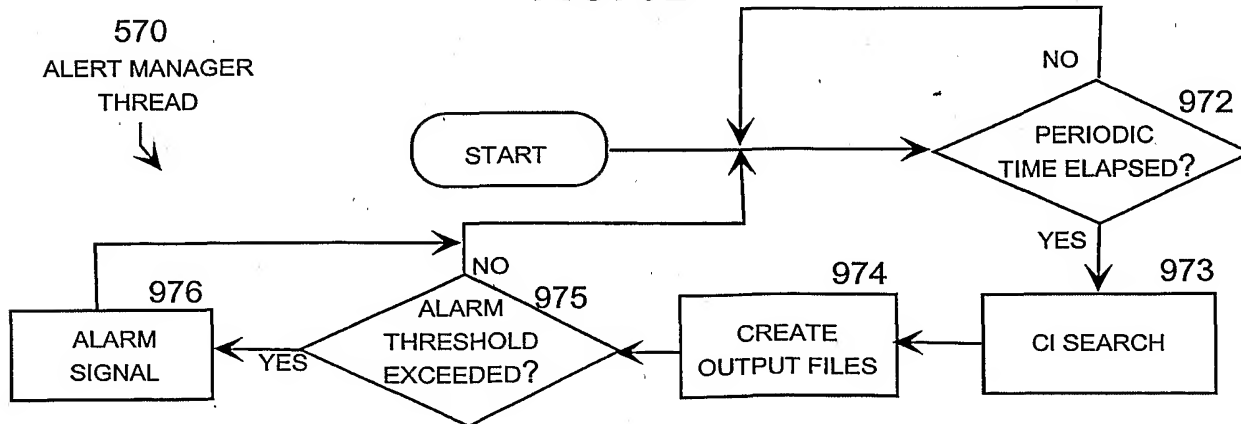 570
ALERT MANAGER
THREAD
START
NO
972
PERIODIC
TIME ELAPSED?
YES
973
CI SEARCH
974
CREATE
OUTPUT FILES
975
NO
ALARM
THRESHOLD
EXCEEDED?
YES
976
ALARM
SIGNAL